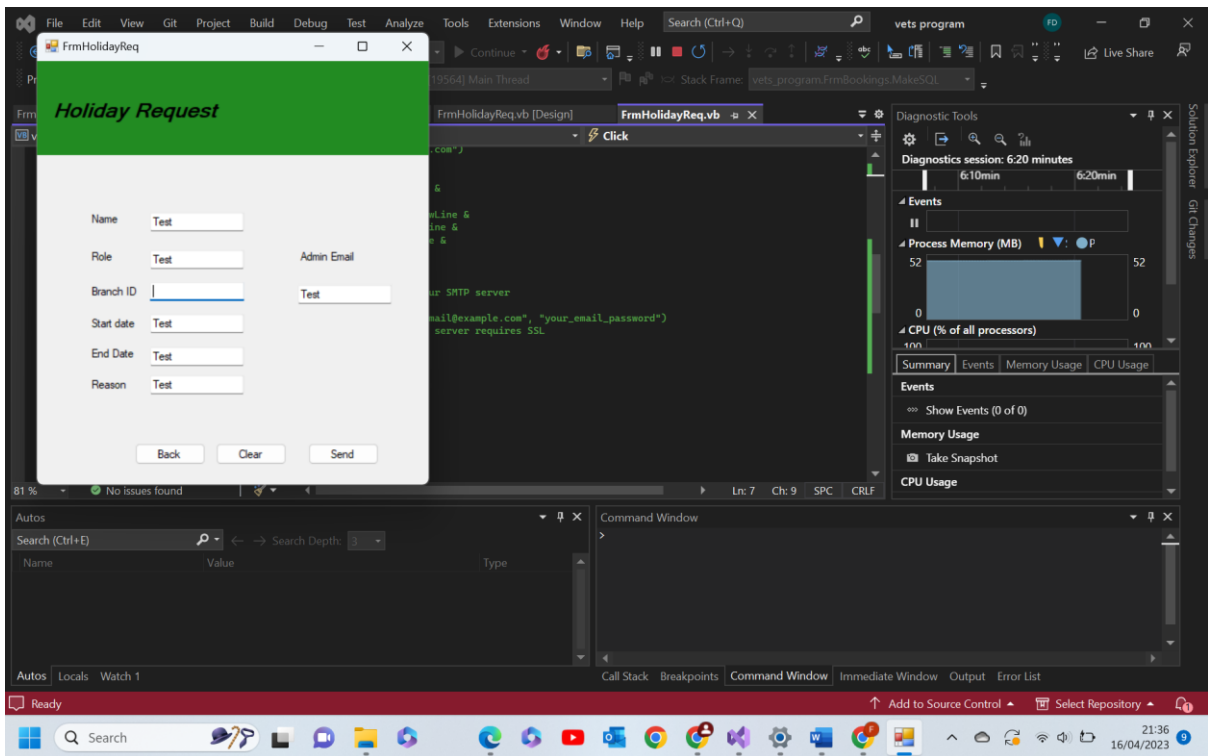 File Edit View Git Project Build Debug Test Analyze Tools Extensions Window Help Search (Ctrl+Q) vets program FD
FrmHolidayReq
Continue
Live Share
[19564] Main Thread Stack Frame: vets_program.FrmBookings.MakeSQL
Holiday Request
FrmHolidayReq.vb [Design] FrmHolidayReq.vb
Click
.com")
&
wLine &
ine &
e &
ur SMTP server
mail@example.com", "your_email_password")
server requires SSL
Name Test
Role Test Admin Email
Branch ID Test
Start date Test
End Date Test
Reason Test
Back Clear Send
Diagnostic Tools
Diagnostics session: 6:20 minutes
6:10min 6:20min
Events
Process Memory (MB) P
52 52
0 0
CPU (% of all processors)
100 100
Summary Events Memory Usage CPU Usage
Events
Show Events (0 of 0)
Memory Usage
Take Snapshot
CPU Usage
Solution Explorer
Git Changes
81 % No issues found Ln: 7 Ch: 9 SPC CRLF
Autos
Search (Ctrl+E) Search Depth: 3
Name Value Type
Command Window
>
Autos Locals Watch 1
Call Stack Breakpoints Command Window Immediate Window Output Error List
Ready Add to Source Control Select Repository
Search 21:36
16/04/2023 9